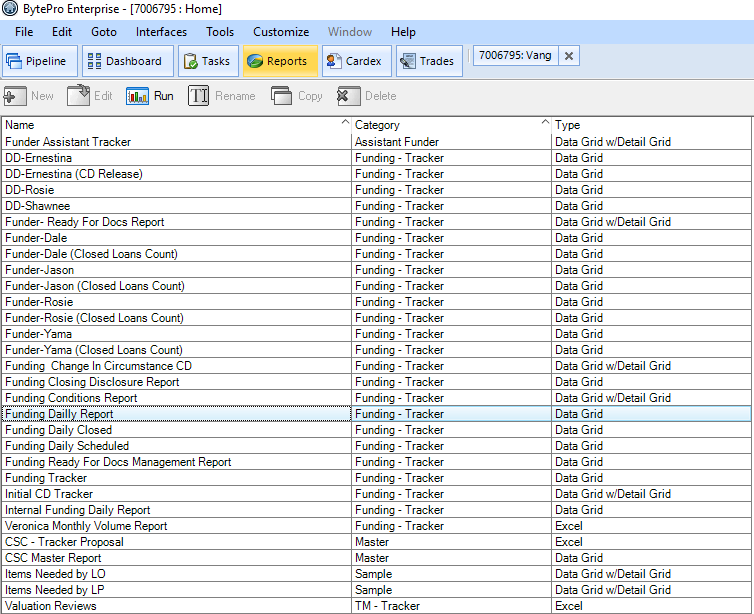 BytePro Enterprise - [7006795 : Home]
File Edit Goto Interfaces Tools Customize Window Help
Pipeline Dashboard Tasks Reports Cardex Trades 7006795: Vang
New Edit Run Rename Copy Delete
Name Category Type
Funder Assistant Tracker Assistant Funder Data Grid w/Detail Grid
DD-Ernestina Funding - Tracker Data Grid
DD-Ernestina (CD Release) Funding - Tracker Data Grid
DD-Rosie Funding - Tracker Data Grid
DD-Shawnee Funding - Tracker Data Grid
Funder- Ready For Docs Report Funding - Tracker Data Grid w/Detail Grid
Funder-Dale Funding - Tracker Data Grid
Funder-Dale (Closed Loans Count) Funding - Tracker Data Grid
Funder-Jason Funding - Tracker Data Grid
Funder-Jason (Closed Loans Count) Funding - Tracker Data Grid
Funder-Rosie Funding - Tracker Data Grid
Funder-Rosie (Closed Loans Count) Funding - Tracker Data Grid
Funder-Yama Funding - Tracker Data Grid
Funder-Yama (Closed Loans Count) Funding - Tracker Data Grid
Funding  Change In Circumstance CD Funding - Tracker Data Grid w/Detail Grid
Funding Closing Disclosure Report Funding - Tracker Data Grid
Funding Conditions Report Funding - Tracker Data Grid w/Detail Grid
Funding Dailly Report Funding - Tracker Data Grid
Funding Daily Closed Funding - Tracker Data Grid
Funding Daily Scheduled Funding - Tracker Data Grid
Funding Ready For Docs Management Report Funding - Tracker Data Grid
Funding Tracker Funding - Tracker Data Grid
Initial CD Tracker Funding - Tracker Data Grid w/Detail Grid
Internal Funding Daily Report Funding - Tracker Data Grid
Veronica Monthly Volume Report Funding - Tracker Excel
CSC - Tracker Proposal Master Excel
CSC Master Report Master Data Grid
Items Needed by LO Sample Data Grid w/Detail Grid
Items Needed by LP Sample Data Grid w/Detail Grid
Valuation Reviews TM - Tracker Excel